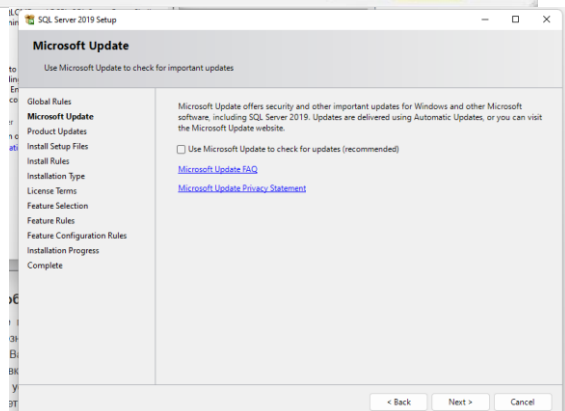 SQL Server 2019 Setup
Microsoft Update
Use Microsoft Update to check for important updates
Global Rules
Microsoft Update
Product Updates
Install Setup Files
Install Rules
Installation Type
License Terms
Feature Selection
Feature Rules
Feature Configuration Rules
Installation Progress
Complete
Microsoft Update offers security and other important updates for Windows and other Microsoft
software, including SQL Server 2019. Updates are delivered using Automatic Updates, or you can visit
the Microsoft Update website.
Use Microsoft Update to check for updates (recommended)
Microsoft Update FAQ
Microsoft Update Privacy Statement
< Back
Next >
Cancel